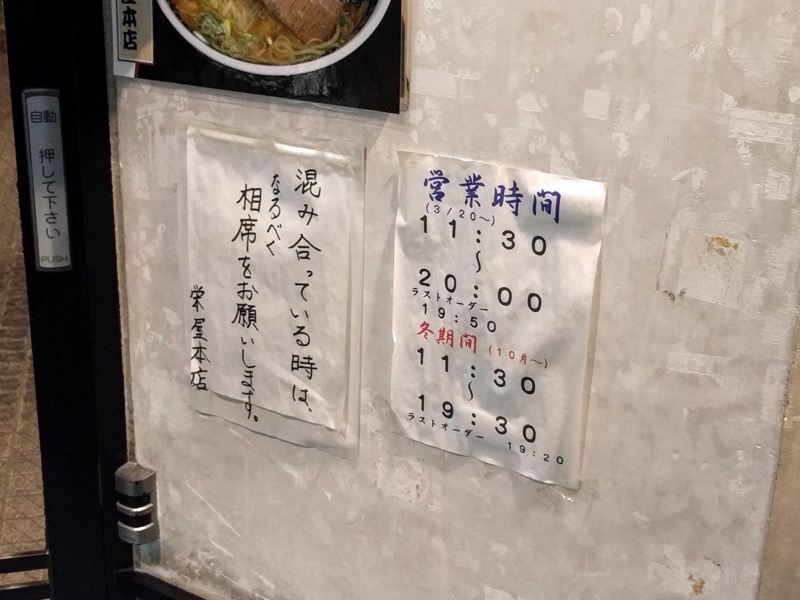 本店
自動
押して下さい
PUSH
混み合っている時は、
なるべく
相席をお願いします。
栄屋本店
営業時間
(3/20～)
11:30
～
20:00
ラストオーダー
19:50
冬期間(10月～)
11:30
～
19:30
ラストオーダー 19:20